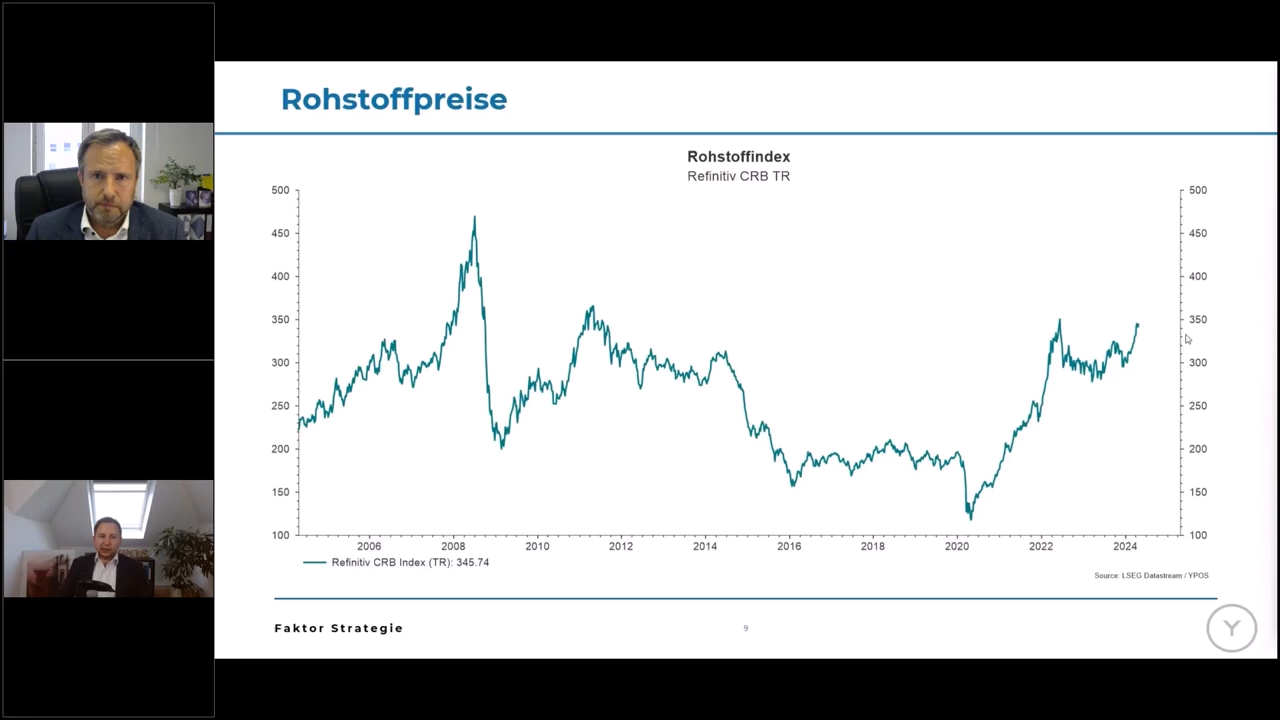 Rohstoffpreise
Rohstoffindex
Refinitiv CRB TR
500 500
450 450
400 400
350 350
300 300
250 250
200 200
150 150
100 100
2006 2008 2010 2012 2014 2016 2018 2020 2022 2024
Refinitiv CRB Index (TR): 345.74
Source: LSEG Datastream / YPOS
Faktor Strategie
9
Y